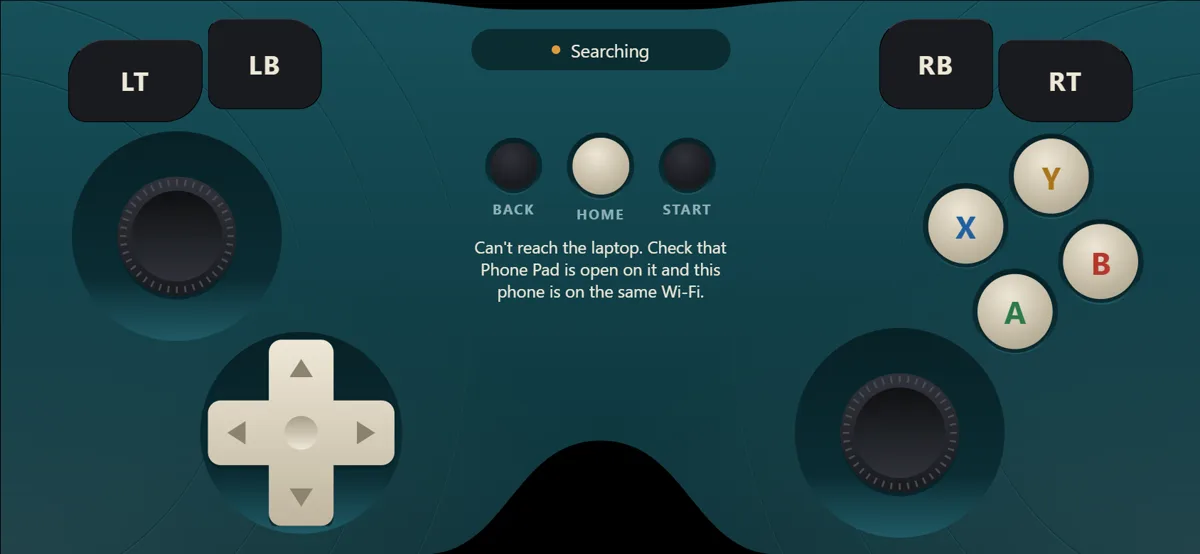 LT
LB
Searching
RB
RT
BACK
HOME
START
Y
X
B
A
Can't reach the laptop. Check that
Phone Pad is open on it and this
phone is on the same Wi-Fi.